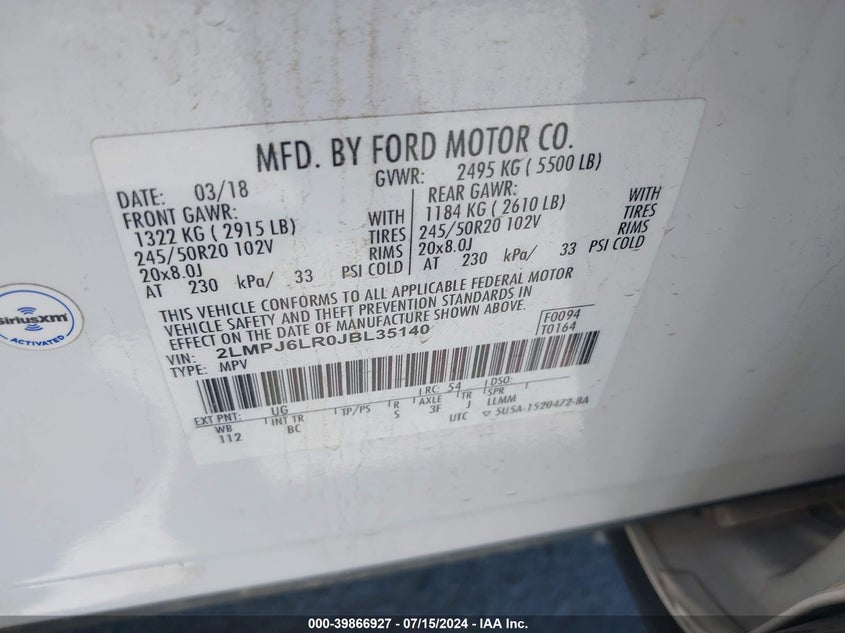 MFD. BY FORD MOTOR CO.
DATE: 03/18 GVWR: 2495 KG ( 5500 LB)
FRONT GAWR: WITH REAR GAWR: WITH
1322 KG ( 2915 LB) TIRES 1184 KG ( 2610 LB) TIRES
245/50R20 102V RIMS 245/50R20 102V RIMS
20x8.0J PSI COLD 20x8.0J PSI COLD
AT 230 kPa/ 33 AT 230 kPa/ 33
THIS VEHICLE CONFORMS TO ALL APPLICABLE FEDERAL MOTOR
VEHICLE SAFETY AND THEFT PREVENTION STANDARDS IN
EFFECT ON THE DATE OF MANUFACTURE SHOWN ABOVE.
VIN: 2LMPJ6LR0JBL35140 F0094
TYPE: MPV T0164
EXT PNT: UG RC: 54 DSO:
WB INT TR TP/PS R AXLE TR SPR
112 BC S 3F J LLMM
UTC 5U5A-1520472-BA
SiriusXM
ACTIVATED
000-39866927 - 07/15/2024 - IAA Inc.